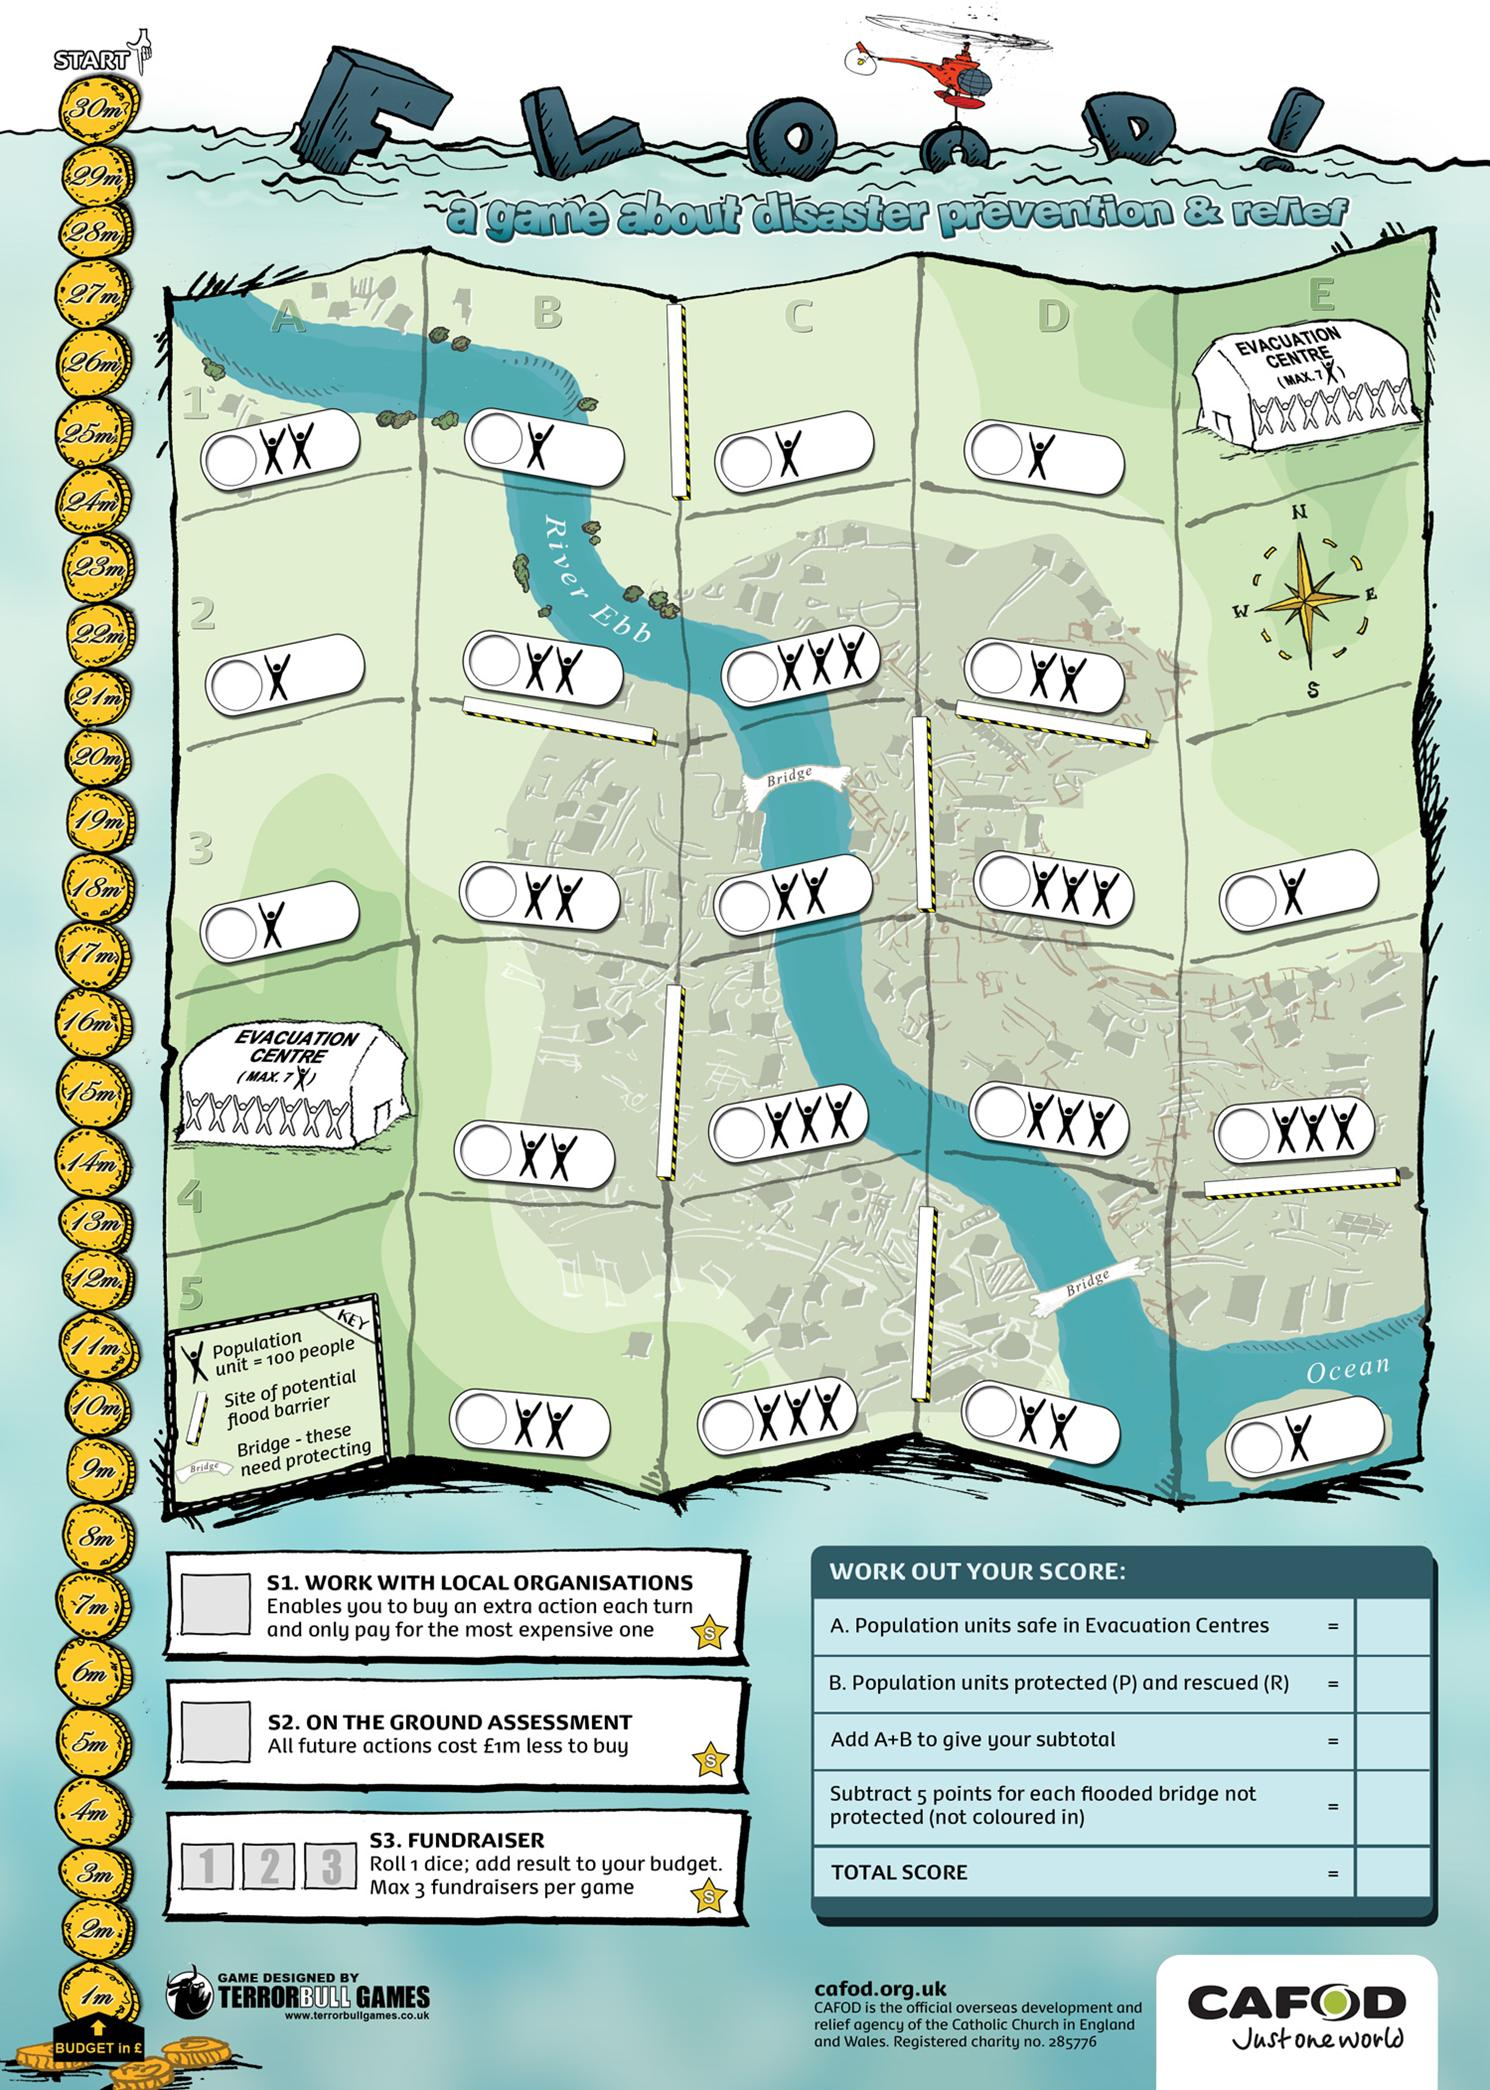 START
FLOOD!
a game about disaster prevention & relief
30m
29m
28m
27m
26m
25m
24m
23m
22m
21m
20m
19m
18m
17m
16m
15m
14m
13m
12m
11m
10m
9m
8m
7m
6m
5m
4m
3m
2m
1m
BUDGET in £
A
B
C
D
E
1
2
3
4
5
EVACUATION
CENTRE
(MAX. 7 )
N
W
E
S
River Ebb
Bridge
EVACUATION
CENTRE
(MAX. 7 )
Bridge
Ocean
KEY
Population
unit = 100 people
Site of potential
flood barrier
Bridge
Bridge - these
need protecting
S1. WORK WITH LOCAL ORGANISATIONS
Enables you to buy an extra action each turn
and only pay for the most expensive one
S
S2. ON THE GROUND ASSESSMENT
All future actions cost £1m less to buy
S
1 2 3
S3. FUNDRAISER
Roll 1 dice; add result to your budget.
Max 3 fundraisers per game
S
WORK OUT YOUR SCORE:
A. Population units safe in Evacuation Centres =
B. Population units protected (P) and rescued (R) =
Add A+B to give your subtotal =
Subtract 5 points for each flooded bridge not
protected (not coloured in) =
TOTAL SCORE =
GAME DESIGNED BY
TERRORBULL GAMES
www.terrorbullgames.co.uk
cafod.org.uk
CAFOD is the official overseas development and
relief agency of the Catholic Church in England
and Wales. Registered charity no. 285776
CAFOD
Just one world